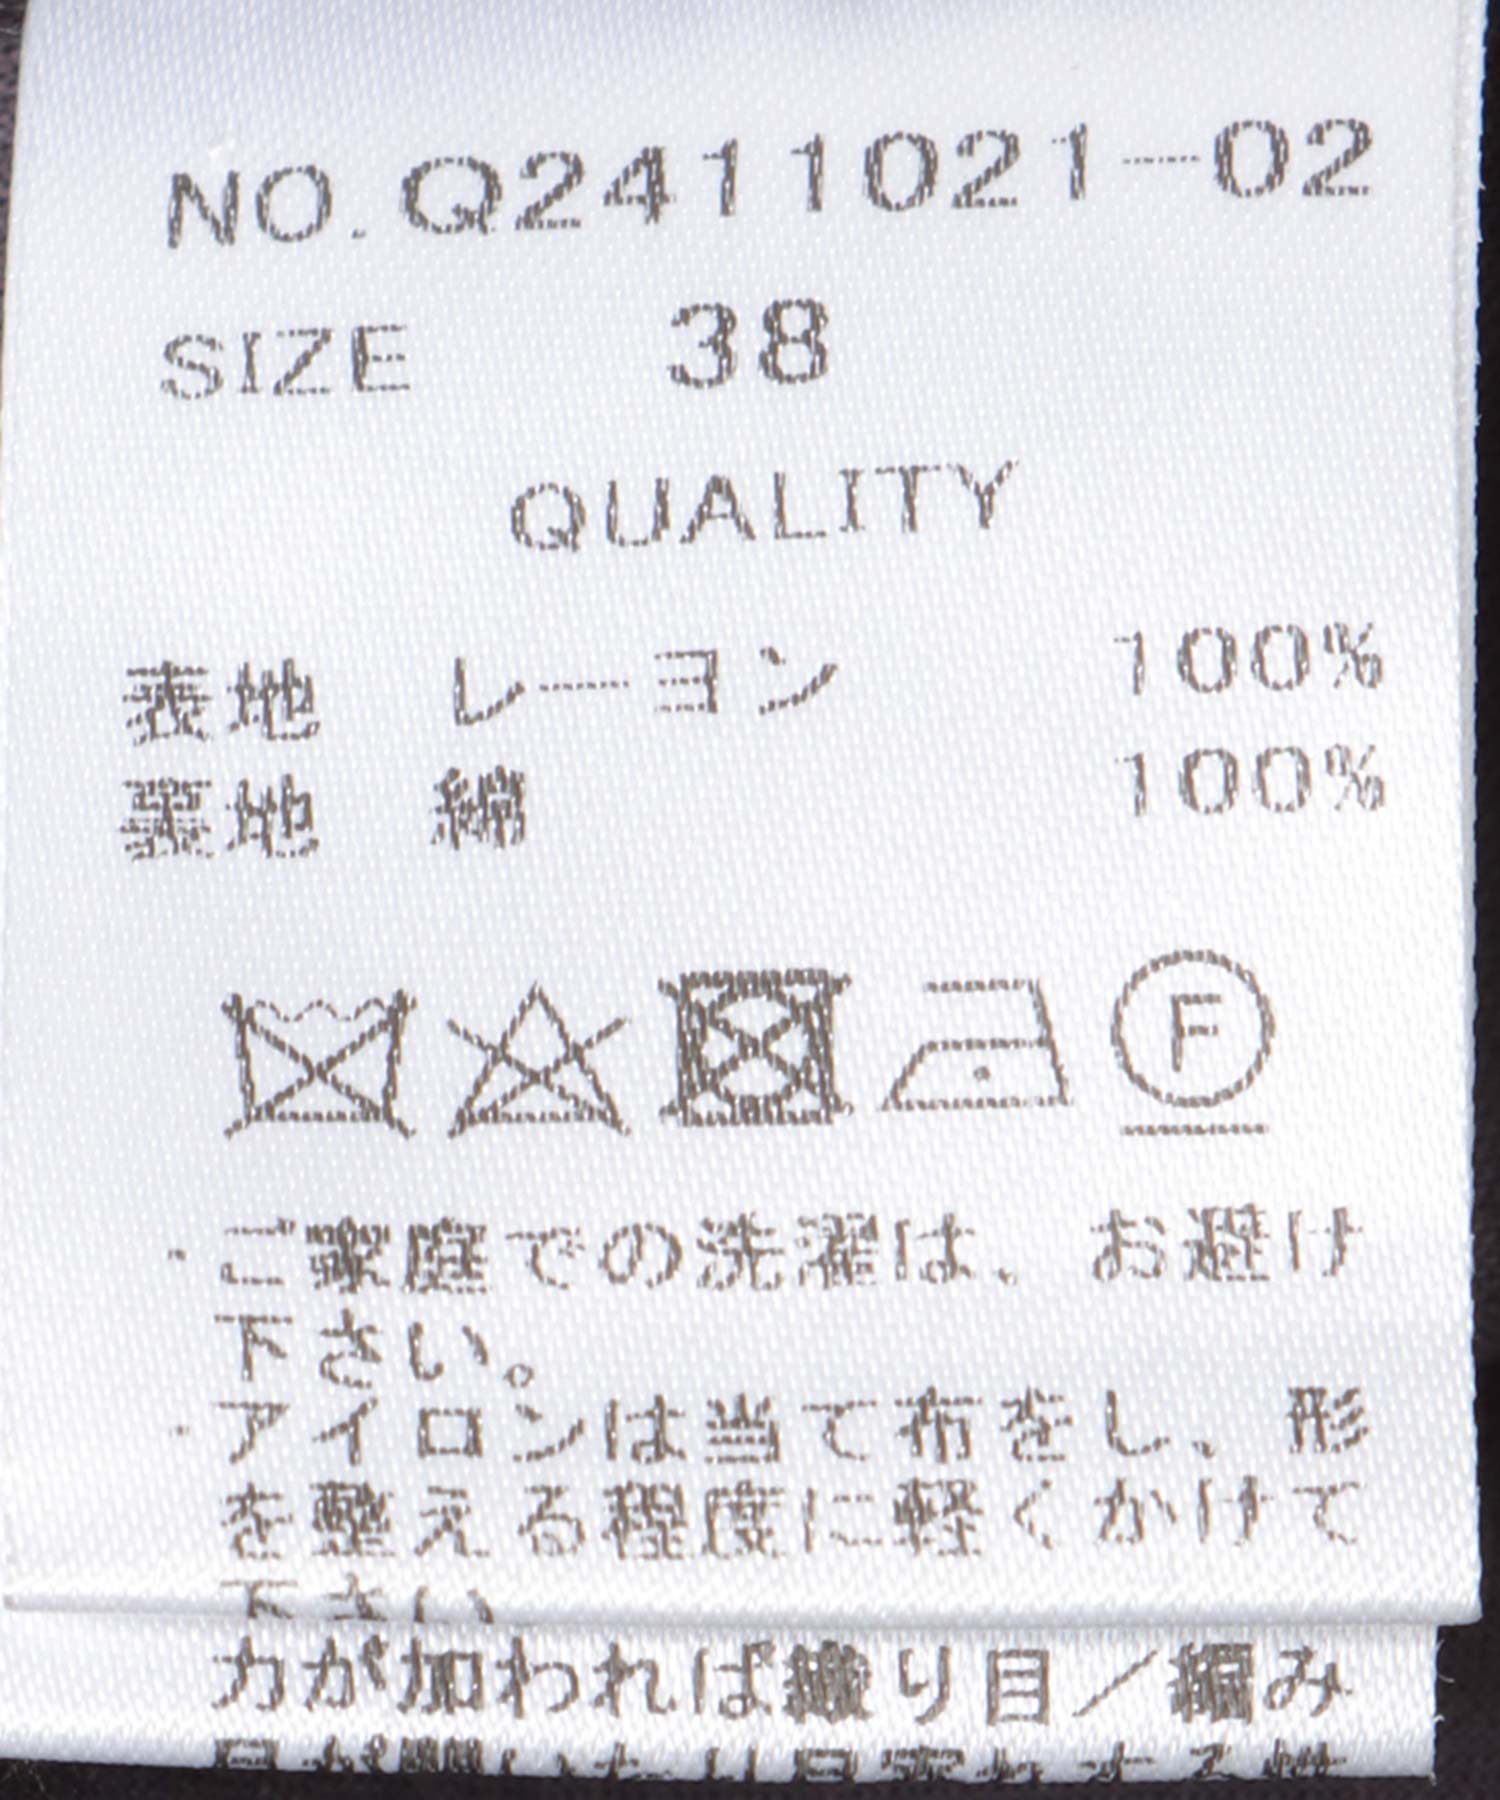 NO.Q2411021-02
SIZE 38
QUALITY
表地 レーヨン 100%
裏地 綿 100%
F
・ご家庭での洗濯は、お避け
下さい。
・アイロンは当て布をし、形
を整える程度に軽くかけて
下さい
力が加われば織り目／編み